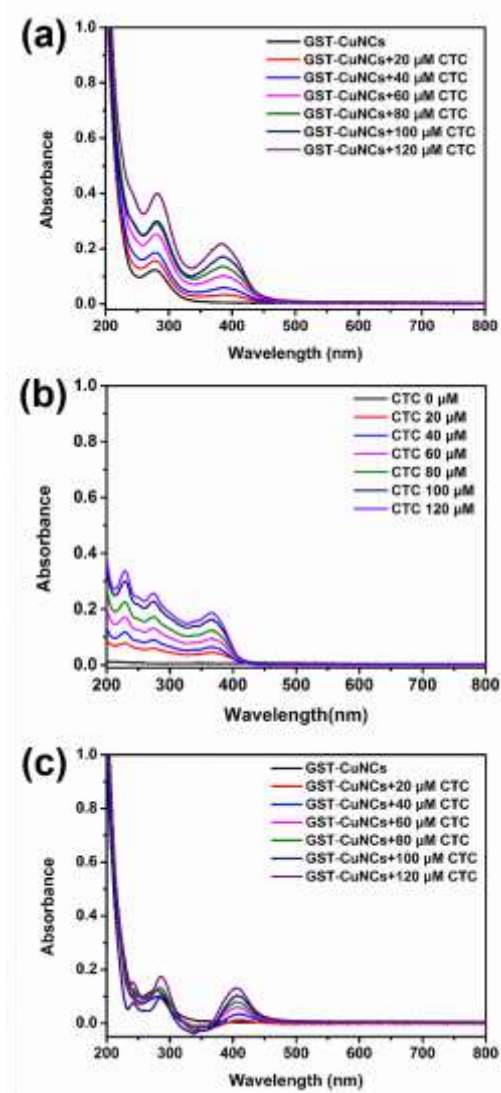 (a)
GST-CuNCs
GST-CuNCs+20 µM CTC
GST-CuNCs+40 µM CTC
GST-CuNCs+60 µM CTC
GST-CuNCs+80 µM CTC
GST-CuNCs+100 µM CTC
GST-CuNCs+120 µM CTC
1.0
0.8
0.6
0.4
0.2
0.0
Absorbance
200 300 400 500 600 700 800
Wavelength (nm)
(b)
CTC 0 µM
CTC 20 µM
CTC 40 µM
CTC 60 µM
CTC 80 µM
CTC 100 µM
CTC 120 µM
1.0
0.8
0.6
0.4
0.2
0.0
Absorbance
200 300 400 500 600 700 800
Wavelength(nm)
(c)
GST-CuNCs
GST-CuNCs+20 µM CTC
GST-CuNCs+40 µM CTC
GST-CuNCs+60 µM CTC
GST-CuNCs+80 µM CTC
GST-CuNCs+100 µM CTC
GST-CuNCs+120 µM CTC
1.0
0.8
0.6
0.4
0.2
0.0
Absorbance
200 300 400 500 600 700 800
Wavelength (nm)